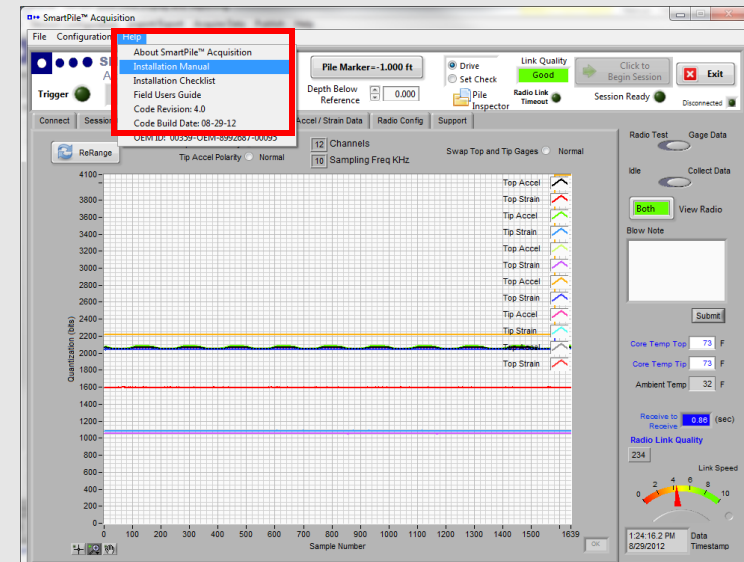 SmartPile™ Acquisition
File Configuration Help
About SmartPile™ Acquisition
Installation Manual
Installation Checklist
Field Users Guide
Code Revision: 4.0
Code Build Date: 08-29-12
OEM ID: 00359-OEM-8992687-00095
Trigger
Pile Marker=-1.000 ft
Depth Below Reference 0.000
Drive
Set Check
Pile Inspector
Link Quality
Good
Radio Link Timeout
Click to Begin Session
Session Ready
Exit
Disconnected
Connect Session Accel / Strain Data Radio Config Support
ReRange
Tip Accel Polarity Normal
12 Channels
10 Sampling Freq KHz
Swap Top and Tip Gages Normal
Radio Test Gage Data
Idle Collect Data
Both View Radio
Blow Note
Submit
Core Temp Top 73 F
Core Temp Tip 73 F
Ambient Temp 32 F
Receive to Receive 0.86 (sec)
Radio Link Quality
234
Link Speed
0 2 4 6 8 10
1:24:16.2 PM
8/29/2012
Data Timestamp
Top Accel
Top Strain
Tip Accel
Tip Strain
Top Accel
Top Strain
Top Accel
Top Strain
Tip Accel
Tip Strain
Top Accel
Top Strain
Quantization (bits)
4100
3800
3600
3400
3200
3000
2800
2600
2400
2200
2000
1800
1600
1400
1200
1000
800
600
400
200
0
0 100 200 300 400 500 600 700 800 900 1000 1100 1200 1300 1400 1500 1639
Sample Number
OK